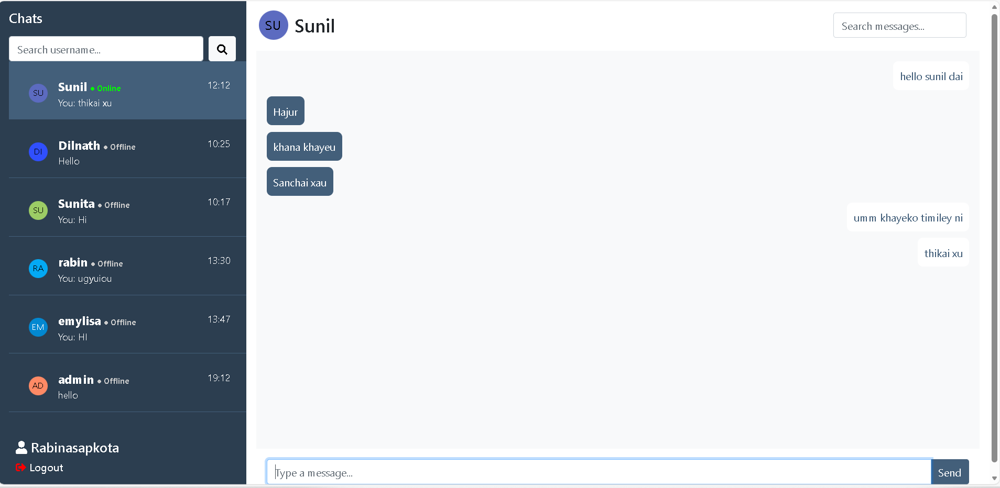 Chats
Search username...
SU
Sunil • Online
12:12
You: thikai xu
DI
Dilnath • Offline
10:25
Hello
SU
Sunita • Offline
10:17
You: Hi
RA
rabin • Offline
13:30
You: ugyuiou
EM
emylisa • Offline
13:47
You: HI
AD
admin • Offline
19:12
hello
Rabinasapkota
Logout
SU
Sunil
Search messages...
hello sunil dai
Hajur
khana khayeu
Sanchai xau
umm khayeko timiley ni
thikai xu
Type a message...
Send